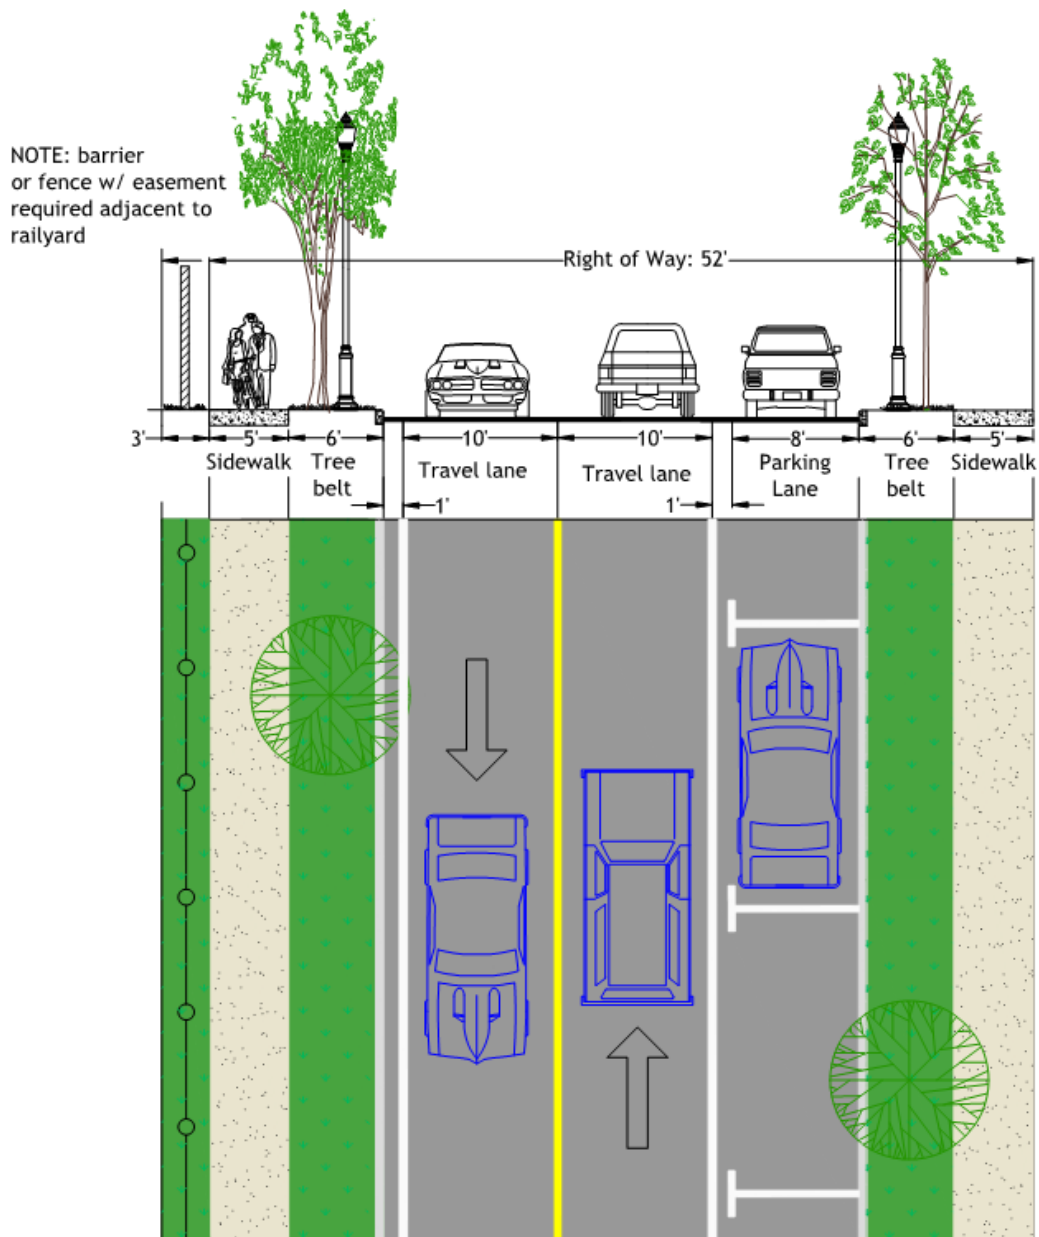 NOTE: barrier
or fence w/ easement
required adjacent to
railyard
Right of Way: 52'
3' 5' 6' 10' 10' 8' 6' 5'
Sidewalk Tree belt Travel lane Travel lane Parking Lane Tree belt Sidewalk
1' 1'